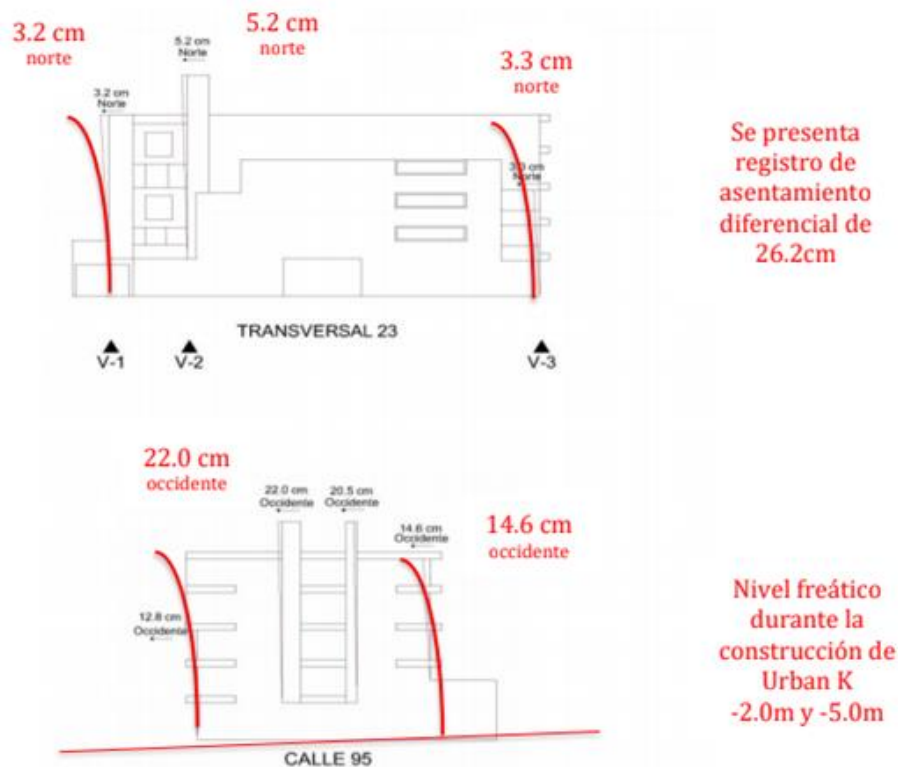 3.2 cm
norte
5.2 cm
norte
3.3 cm
norte
5.2 cm
Norte
3.2 cm
Norte
3.3 cm
Norte
Se presenta
registro de
asentamiento
diferencial de
26.2cm
TRANSVERSAL 23
V-1
V-2
V-3
22.0 cm
occidente
22.0 cm
Occidente
20.5 cm
Occidente
14.6 cm
Occidente
14.6 cm
occidente
12.8 cm
Occidente
Nivel freático
durante la
construcción de
Urban K
-2.0m y -5.0m
CALLE 95